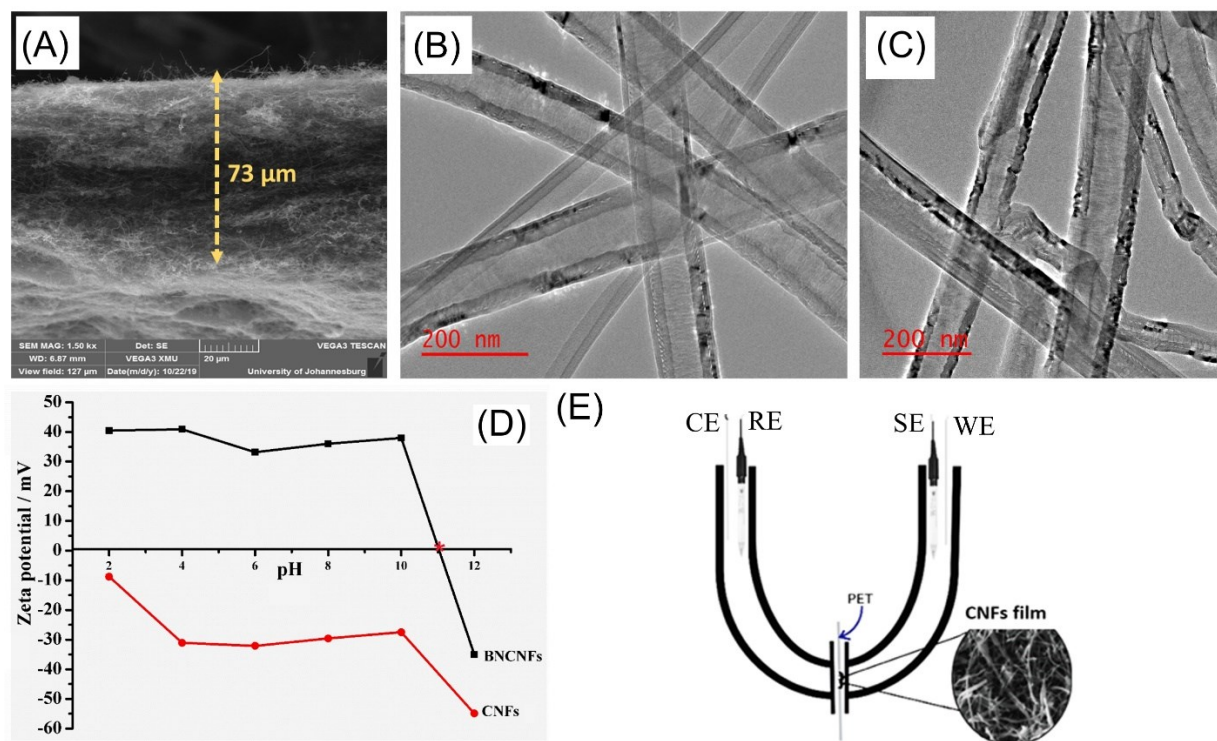 (A)
73 µm
SEM MAG: 1.50 kx Det: SE VEGA3 TESCAN
WD: 6.87 mm VEGA3 XMU 20 µm
View field: 127 µm Date(m/d/y): 10/22/19 University of Johannesburg
(B)
200 nm
(C)
200 nm
(D)
50
40
30
20
10
0
-10
-20
-30
-40
-50
-60
Zeta potential / mV
2 4 6 8 10 12
pH
*
BNCNFs
CNFs
(E)
CE RE SE WE
PET
CNFs film